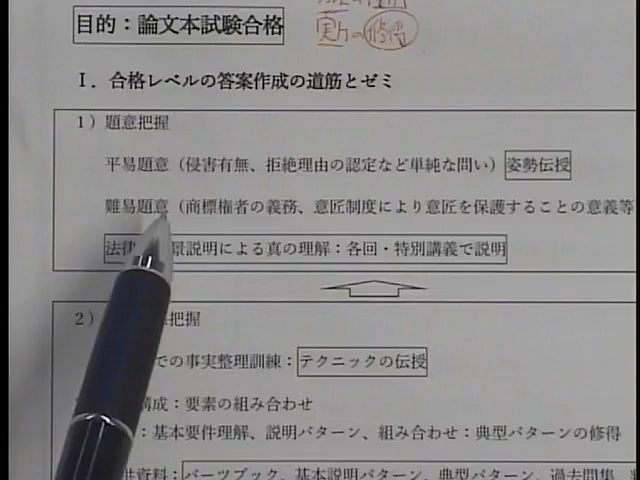 実力の修得
目的：論文本試験合格
Ⅰ．合格レベルの答案作成の道筋とゼミ
１）題意把握
平易題意（侵害有無、拒絶理由の認定など単純な問い）姿勢伝授
難易題意（商標権者の義務、意匠制度により意匠を保護することの意義等
法律 景説明による真の理解：各回・特別講義で説明
２） 把握
での事実整理訓練：テクニックの伝授
構成：要素の組み合わせ
：基本要件理解、説明パターン、組み合わせ：典型パターンの修得
資料：パーツブック、基本説明パターン、典型パターン、過去問集